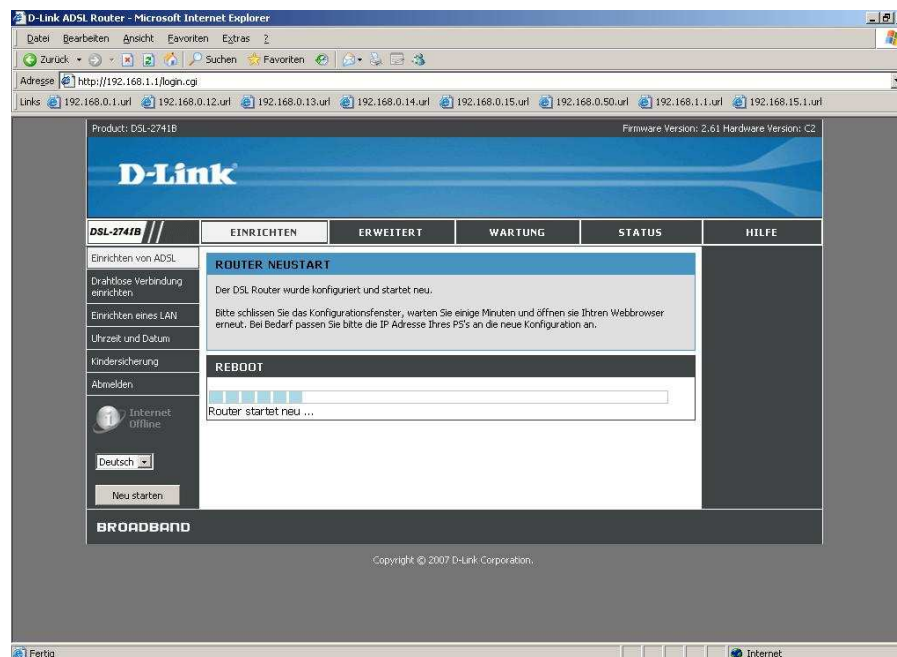 D-Link ADSL Router - Microsoft Internet Explorer
Datei Bearbeiten Ansicht Favoriten Extras ?
Zurück Suchen Favoriten
Adresse http://192.168.1.1/login.cgi
Links 192.168.0.1.url 192.168.0.12.url 192.168.0.13.url 192.168.0.14.url 192.168.0.15.url 192.168.0.50.url 192.168.1.1.url 192.168.15.1.url
Product: DSL-2741B Firmware Version: 2.61 Hardware Version: C2
D-Link
DSL-2741B EINRICHTEN ERWEITERT WARTUNG STATUS HILFE
Einrichten von ADSL
Drahtlose Verbindung
einrichten
Einrichten eines LAN
Uhrzeit und Datum
Kindersicherung
Abmelden
Internet
Offline
Deutsch
Neu starten
ROUTER NEUSTART
Der DSL Router wurde konfiguriert und startet neu.
Bitte schlissen Sie das Konfigurationsfenster, warten Sie einige Minuten und öffnen sie Ihtren Webbrowser
erneut. Bei Bedarf passen Sie bitte die IP Adresse Ihres PS's an die neue Konfiguration an.
REBOOT
Router startet neu ...
BROADBAND
Copyright © 2007 D-Link Corporation.
Fertig Internet